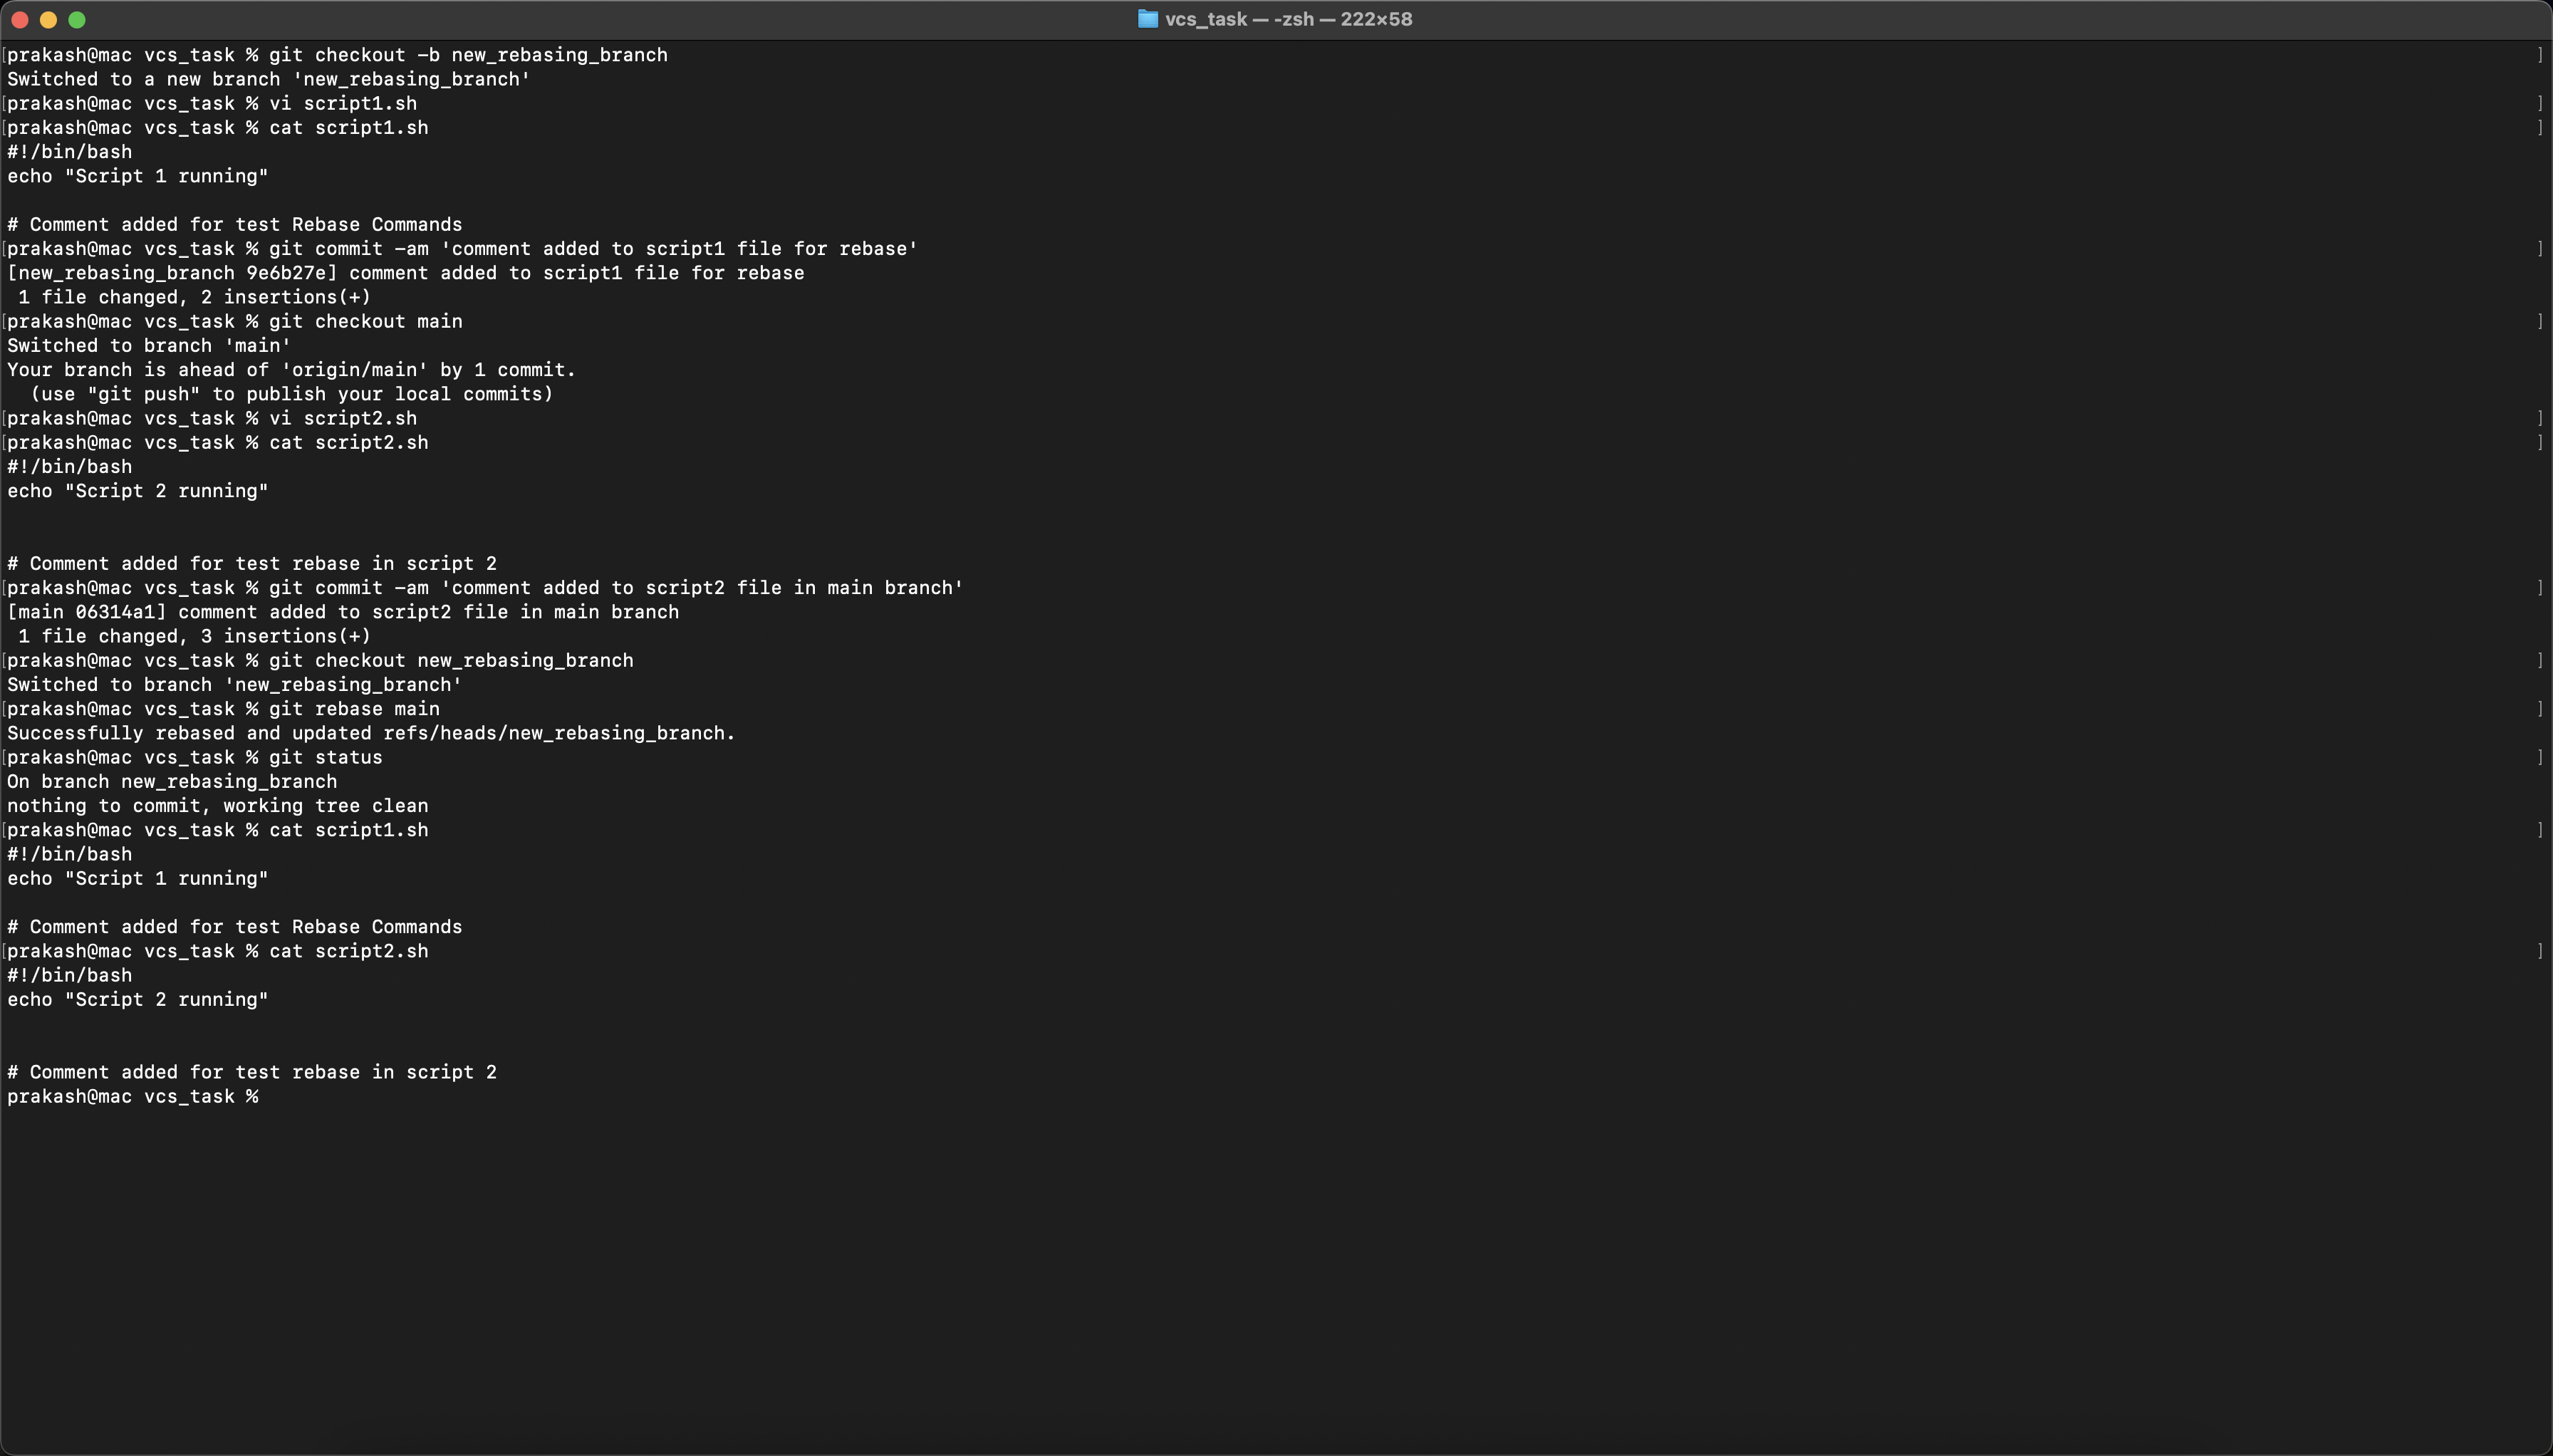 vcs_task — -zsh — 222×58
[prakash@mac vcs_task % git checkout -b new_rebasing_branch ]
Switched to a new branch 'new_rebasing_branch'
[prakash@mac vcs_task % vi script1.sh ]
[prakash@mac vcs_task % cat script1.sh ]
#!/bin/bash
echo "Script 1 running"
# Comment added for test Rebase Commands
[prakash@mac vcs_task % git commit -am 'comment added to script1 file for rebase' ]
[new_rebasing_branch 9e6b27e] comment added to script1 file for rebase
 1 file changed, 2 insertions(+)
[prakash@mac vcs_task % git checkout main ]
Switched to branch 'main'
Your branch is ahead of 'origin/main' by 1 commit.
  (use "git push" to publish your local commits)
[prakash@mac vcs_task % vi script2.sh ]
[prakash@mac vcs_task % cat script2.sh ]
#!/bin/bash
echo "Script 2 running"
# Comment added for test rebase in script 2
[prakash@mac vcs_task % git commit -am 'comment added to script2 file in main branch' ]
[main 06314a1] comment added to script2 file in main branch
 1 file changed, 3 insertions(+)
[prakash@mac vcs_task % git checkout new_rebasing_branch ]
Switched to branch 'new_rebasing_branch'
[prakash@mac vcs_task % git rebase main ]
Successfully rebased and updated refs/heads/new_rebasing_branch.
[prakash@mac vcs_task % git status ]
On branch new_rebasing_branch
nothing to commit, working tree clean
[prakash@mac vcs_task % cat script1.sh ]
#!/bin/bash
echo "Script 1 running"
# Comment added for test Rebase Commands
[prakash@mac vcs_task % cat script2.sh ]
#!/bin/bash
echo "Script 2 running"
# Comment added for test rebase in script 2
prakash@mac vcs_task %